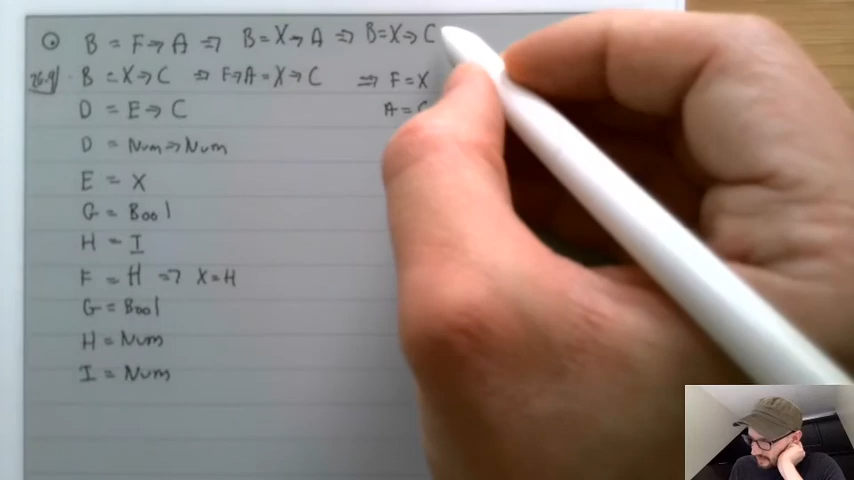 ⊙ B = F → A ⇒ B = X → A ⇒ B = X → C
B = X → C ⇒ F → A = X → C ⇒ F = X
D = E → C A = C
D = Num → Num
E = X
G = Bool
H = I
F = H ⇒ X = H
G = Bool
H = Num
I = Num